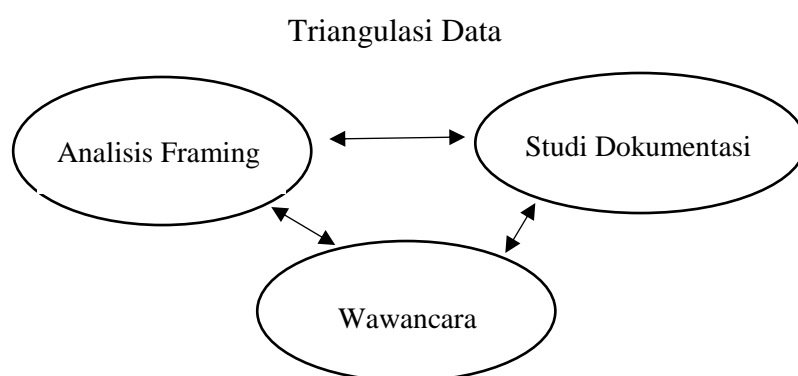 Triangulasi Data
Analisis Framing
Studi Dokumentasi
Wawancara